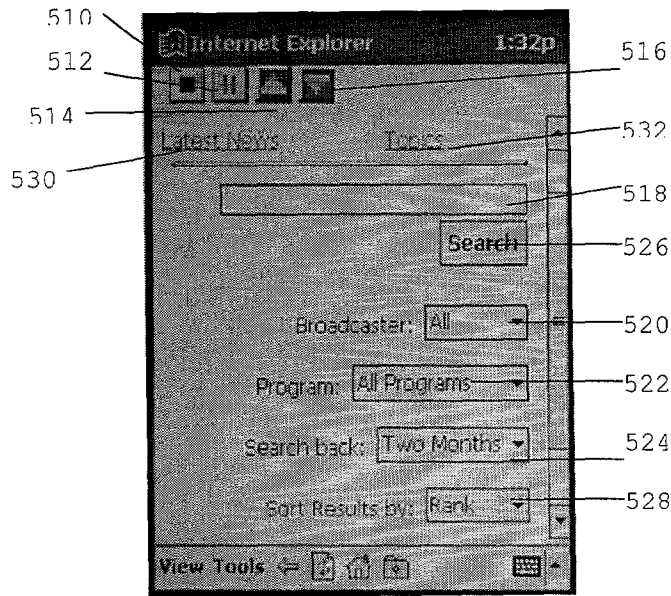 510
Internet Explorer 1:32p
512
516
514
Latest News Topics
532
530
518
Search
526
Broadcaster: All
520
Program: All Programs
522
Search back: Two Months
524
Sort Results by: Rank
528
View Tools